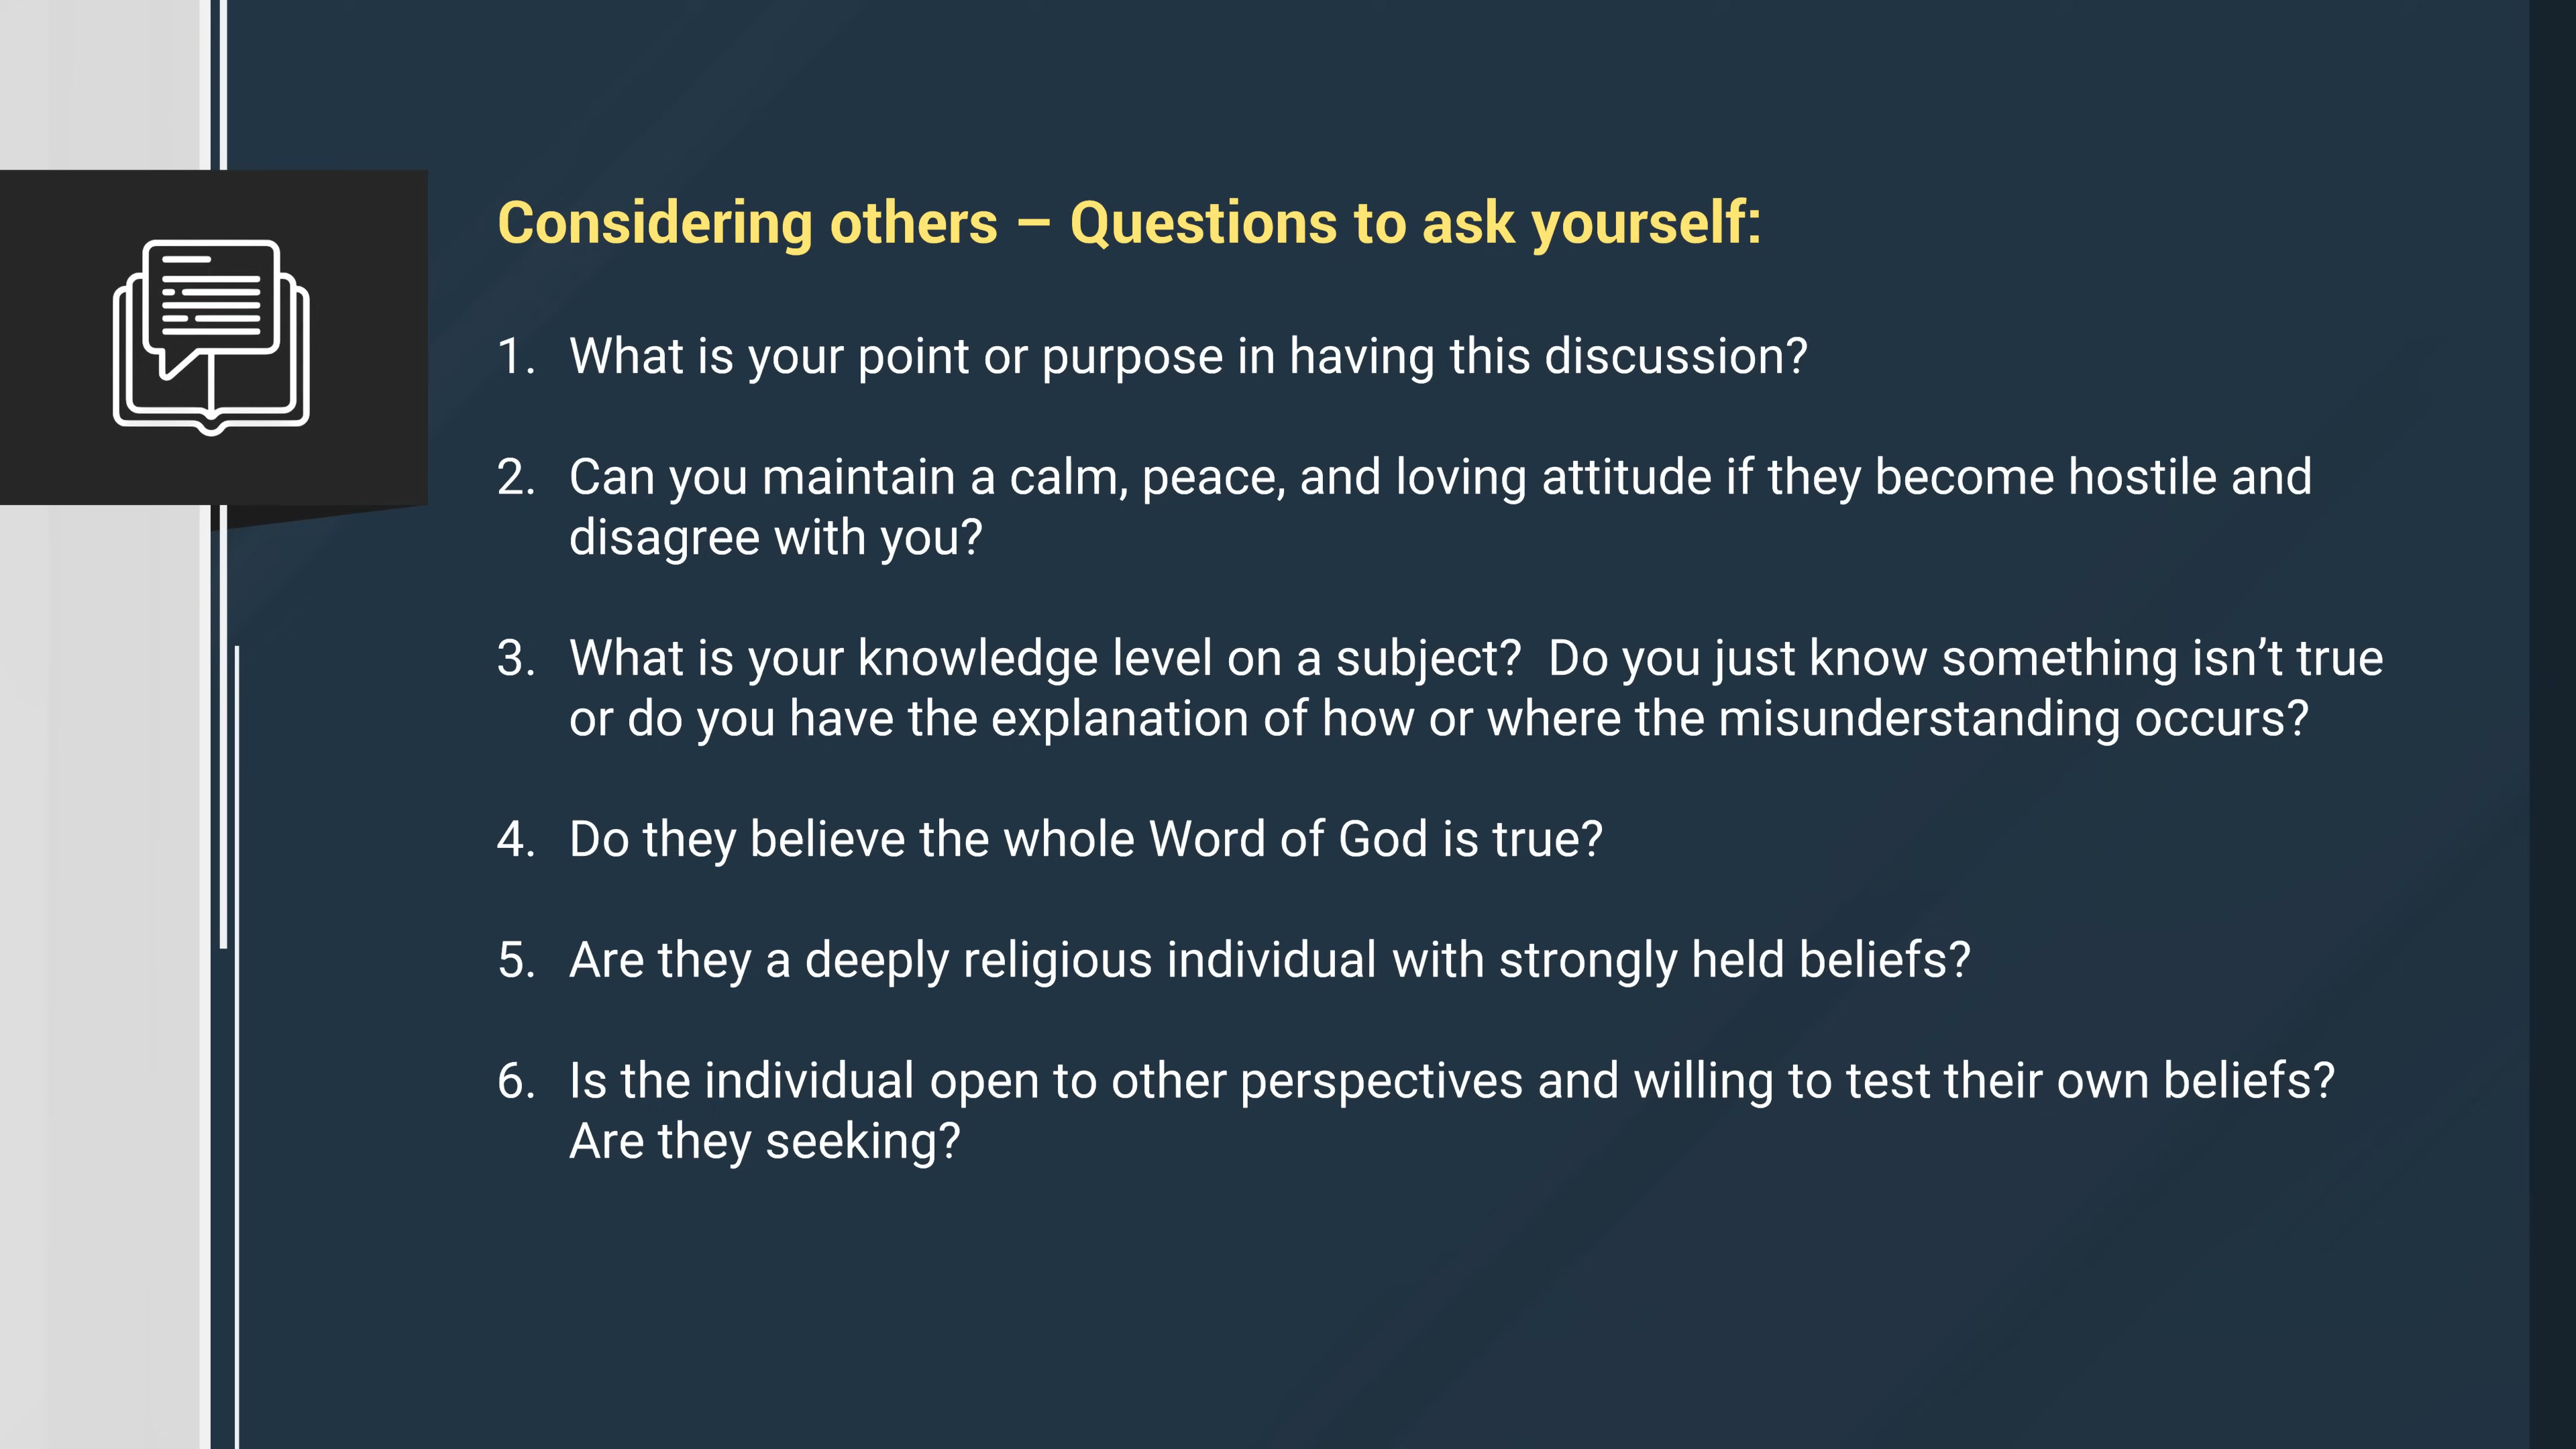 Considering others – Questions to ask yourself:
1. What is your point or purpose in having this discussion?
2. Can you maintain a calm, peace, and loving attitude if they become hostile and
disagree with you?
3. What is your knowledge level on a subject?  Do you just know something isn’t true
or do you have the explanation of how or where the misunderstanding occurs?
4. Do they believe the whole Word of God is true?
5. Are they a deeply religious individual with strongly held beliefs?
6. Is the individual open to other perspectives and willing to test their own beliefs?
Are they seeking?